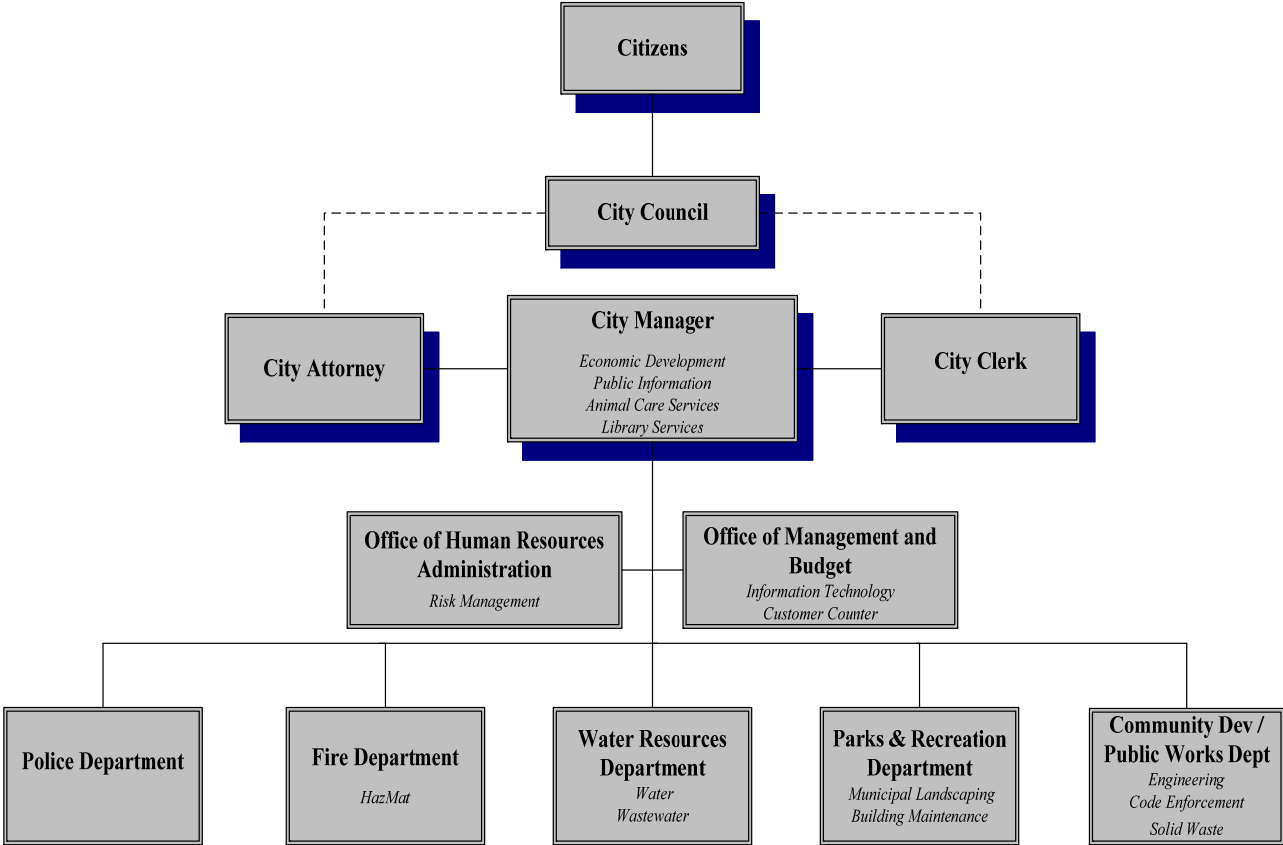 Citizens
City Council
City Attorney
City Manager
Economic Development
Public Information
Animal Care Services
Library Services
City Clerk
Office of Human Resources
Administration
Risk Management
Office of Management and
Budget
Information Technology
Customer Counter
Police Department
Fire Department
HazMat
Water Resources
Department
Water
Wastewater
Parks & Recreation
Department
Municipal Landscaping
Building Maintenance
Community Dev /
Public Works Dept
Engineering
Code Enforcement
Solid Waste